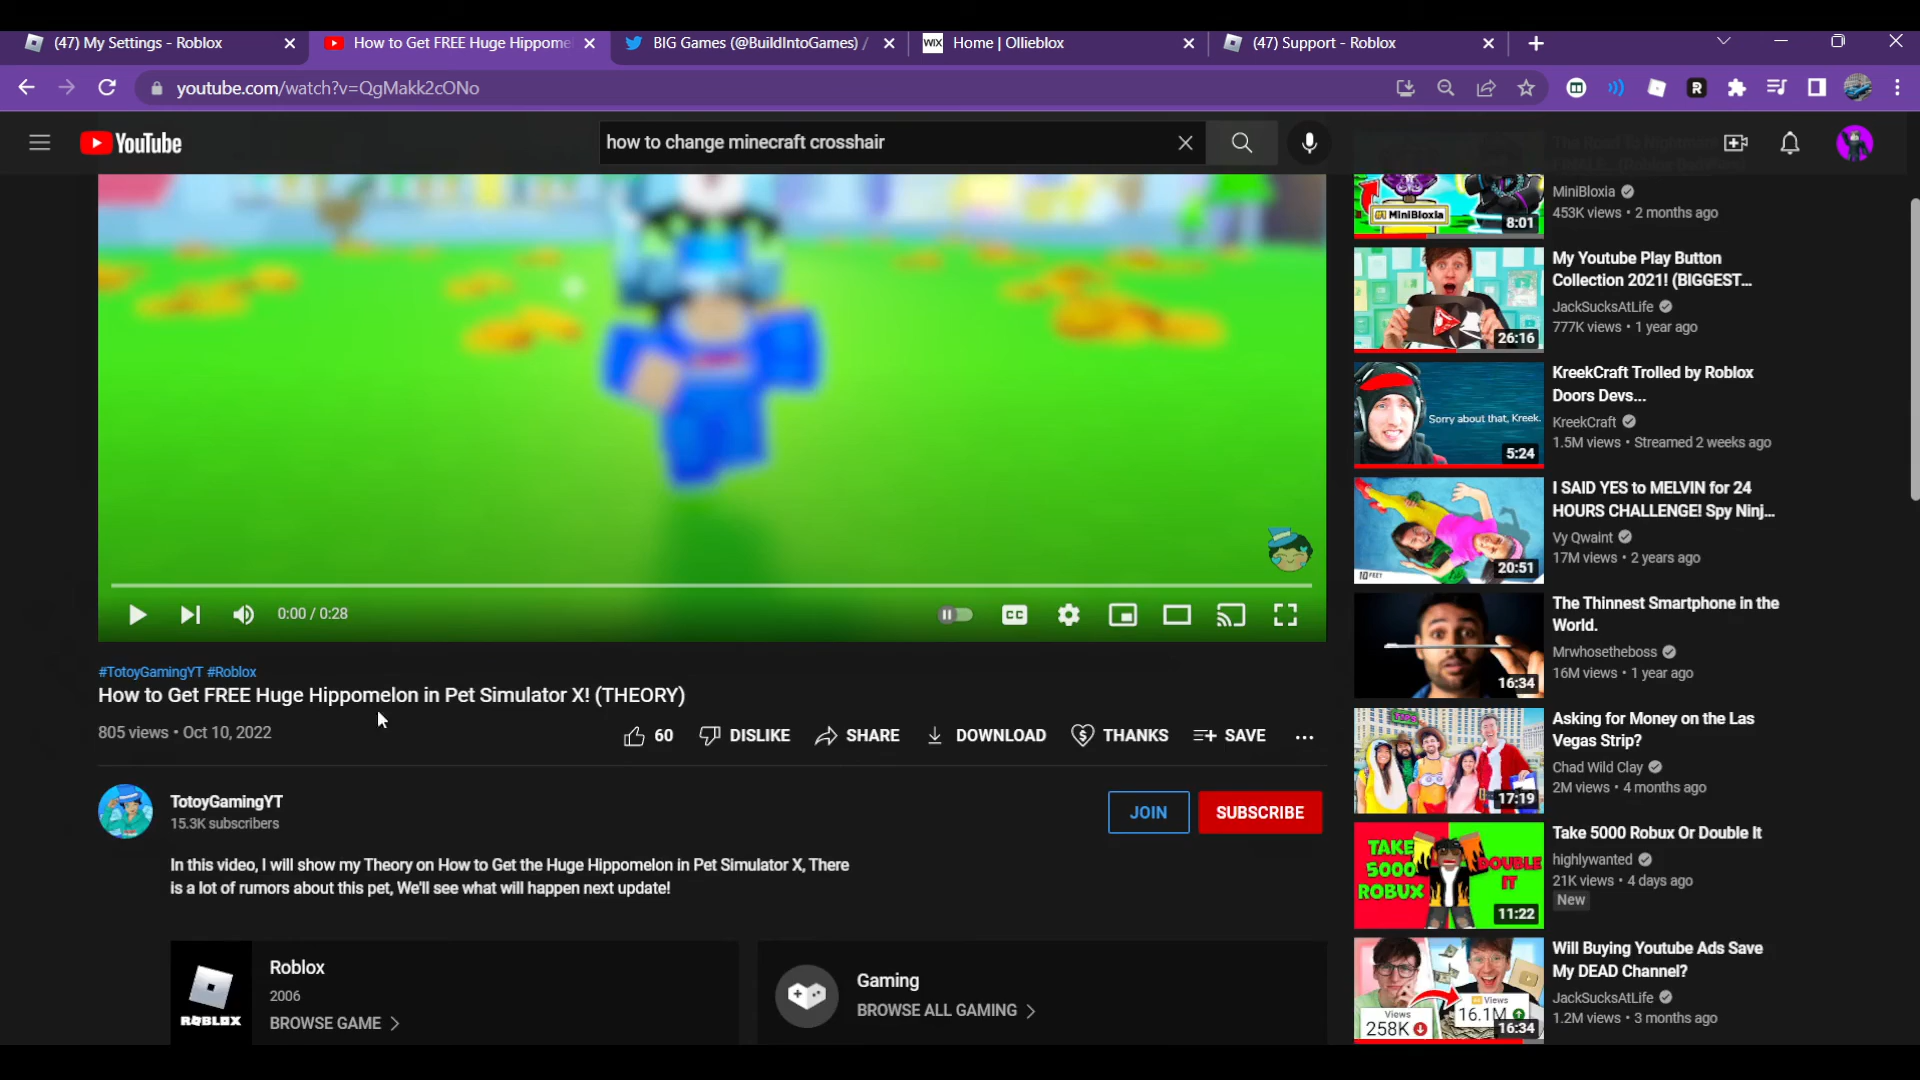 (47) My Settings - Roblox
How to Get FREE Huge Hippome
BIG Games (@BuildIntoGames) /
WIX Home | Ollieblox
(47) Support - Roblox
youtube.com/watch?v=QgMakk2cONo
YouTube
how to change minecraft crosshair
MiniBloxia
8:01
MiniBloxia
453K views • 2 months ago
My Youtube Play Button
Collection 2021! (BIGGEST...
JackSucksAtLife
777K views • 1 year ago
26:16
KreekCraft Trolled by Roblox
Doors Devs...
Sorry about that, Kreek.
KreekCraft
1.5M views • Streamed 2 weeks ago
5:24
I SAID YES to MELVIN for 24
HOURS CHALLENGE! Spy Ninj...
Vy Qwaint
17M views • 2 years ago
10 FEET
20:51
The Thinnest Smartphone in the
World.
Mrwhosetheboss
16M views • 1 year ago
16:34
CC
0:00 / 0:28
#TotoyGamingYT #Roblox
How to Get FREE Huge Hippomelon in Pet Simulator X! (THEORY)
805 views • Oct 10, 2022
60
DISLIKE
SHARE
DOWNLOAD
THANKS
SAVE
Asking for Money on the Las
Vegas Strip?
Chad Wild Clay
2M views • 4 months ago
17:19
TotoyGamingYT
15.3K subscribers
JOIN
SUBSCRIBE
In this video, I will show my Theory on How to Get the Huge Hippomelon in Pet Simulator X, There
is a lot of rumors about this pet, We'll see what will happen next update!
TAKE
5000
ROBUX
DOUBLE
IT
11:22
Take 5000 Robux Or Double It
highlywanted
21K views • 4 days ago
New
ROBLOX
Roblox
2006
BROWSE GAME
Gaming
BROWSE ALL GAMING
Will Buying Youtube Ads Save
My DEAD Channel?
JackSucksAtLife
1.2M views • 3 months ago
Views
258K
Views
16.1M
16:34